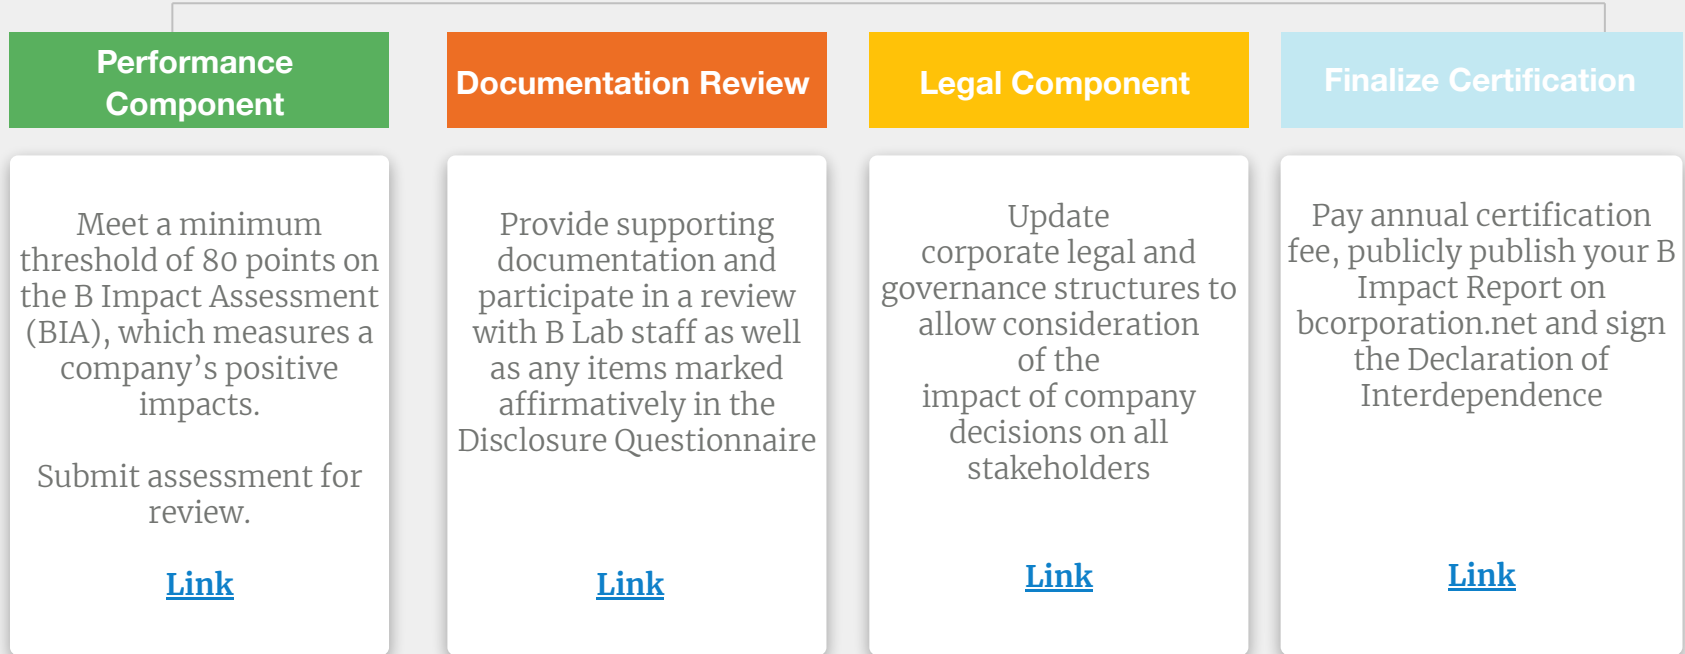 Performance
Component
Meet a minimum
threshold of 80 points on
the B Impact Assessment
(BIA), which measures a
company’s positive
impacts.
Submit assessment for
review.
Link
Documentation Review
Provide supporting
documentation and
participate in a review
with B Lab staff as well
as any items marked
affirmatively in the
Disclosure Questionnaire
Link
Legal Component
Update
corporate legal and
governance structures to
allow consideration
of the
impact of company
decisions on all
stakeholders
Link
Finalize Certification
Pay annual certification
fee, publicly publish your B
Impact Report on
bcorporation.net and sign
the Declaration of
Interdependence
Link